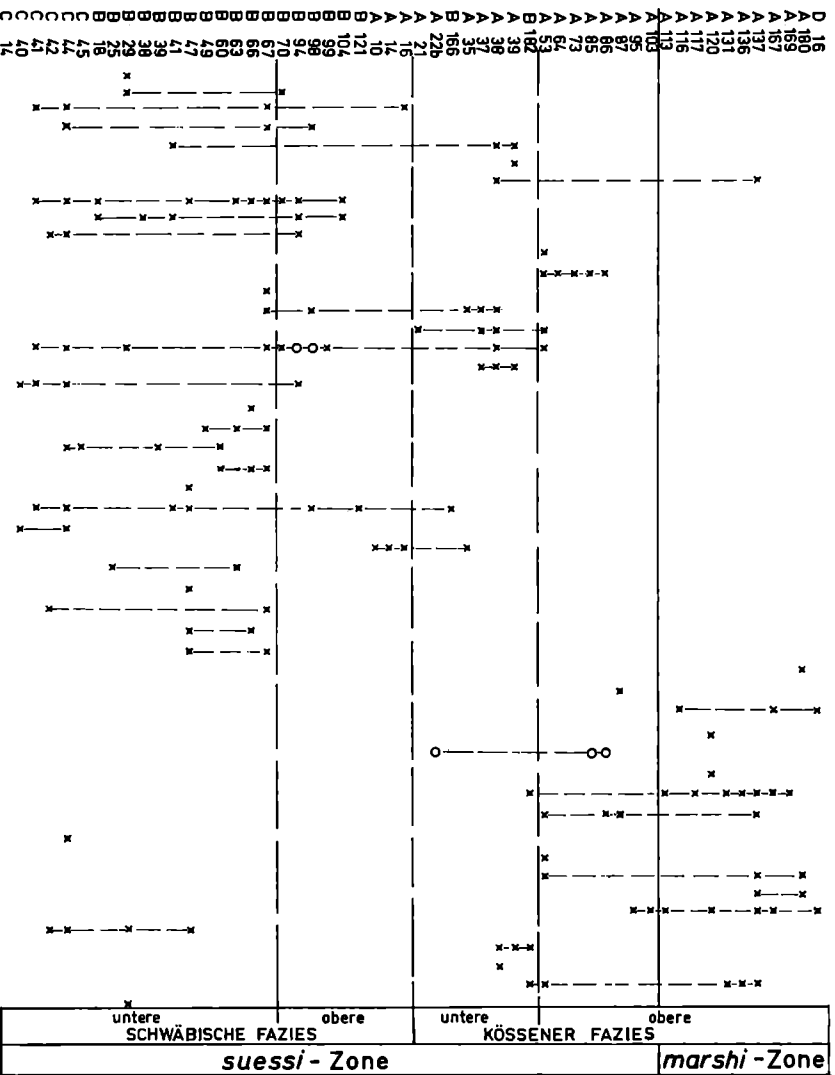 C 14
C 40
C 41
C 42
C 44
C 45
B 18
B 25
B 29
B 38
B 39
B 41
B 47
B 49
B 60
B 63
B 66
B 67
B 70
B 94
B 98
B 99
B 104
B 121
A 10
A 14
A 16
A 21
A 22b
B 166
A 35
A 37
A 38
A 39
B 182
A 53
A 64
A 73
A 85
A 86
A 87
A 95
A 103
A 113
A 116
A 117
A 120
A 131
A 136
A 137
A 167
A 169
A 180
D 16
untere obere untere obere
SCHWÄBISCHE FAZIES KÖSSENER FAZIES
suessi - Zone marshi - Zone